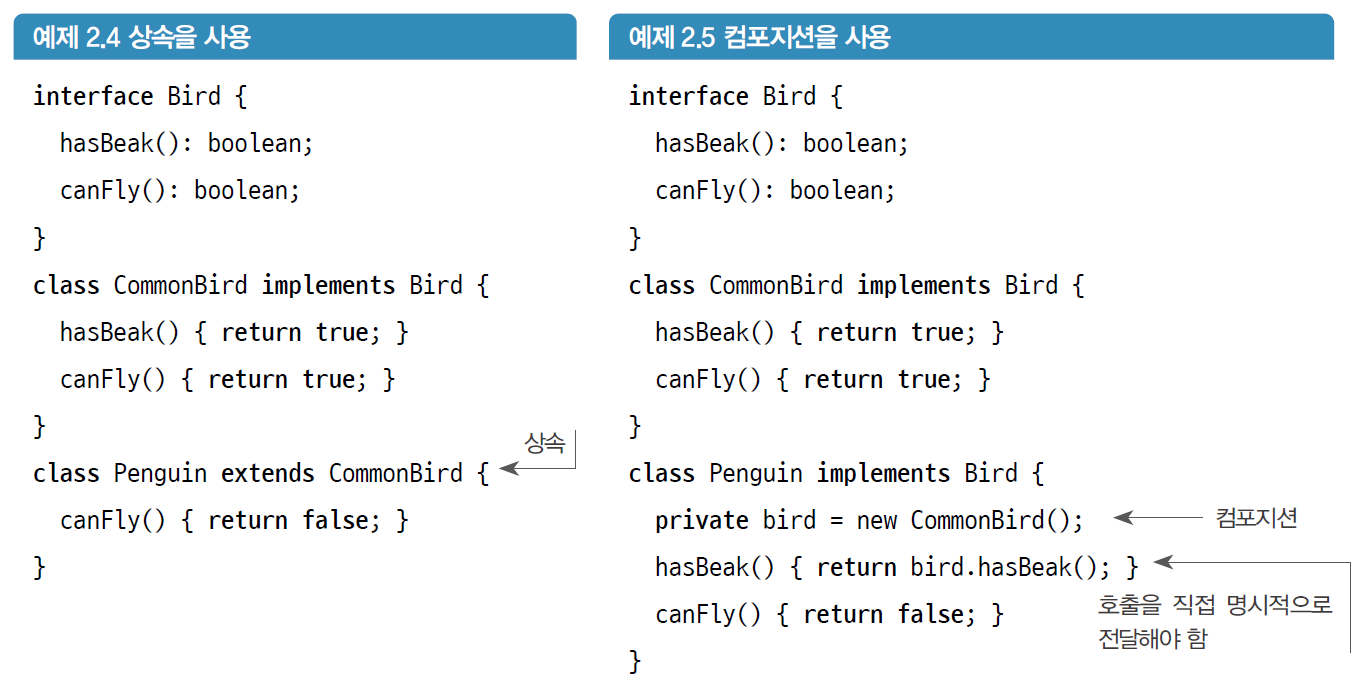 예제 2.4 상속을 사용
interface Bird {
hasBeak(): boolean;
canFly(): boolean;
}
class CommonBird implements Bird {
hasBeak() { return true; }
canFly() { return true; }
}
상속
class Penguin extends CommonBird {
canFly() { return false; }
}
예제 2.5 컴포지션을 사용
interface Bird {
hasBeak(): boolean;
canFly(): boolean;
}
class CommonBird implements Bird {
hasBeak() { return true; }
canFly() { return true; }
}
class Penguin implements Bird {
private bird = new CommonBird();
컴포지션
hasBeak() { return bird.hasBeak(); }
호출을 직접 명시적으로
전달해야 함
canFly() { return false; }
}